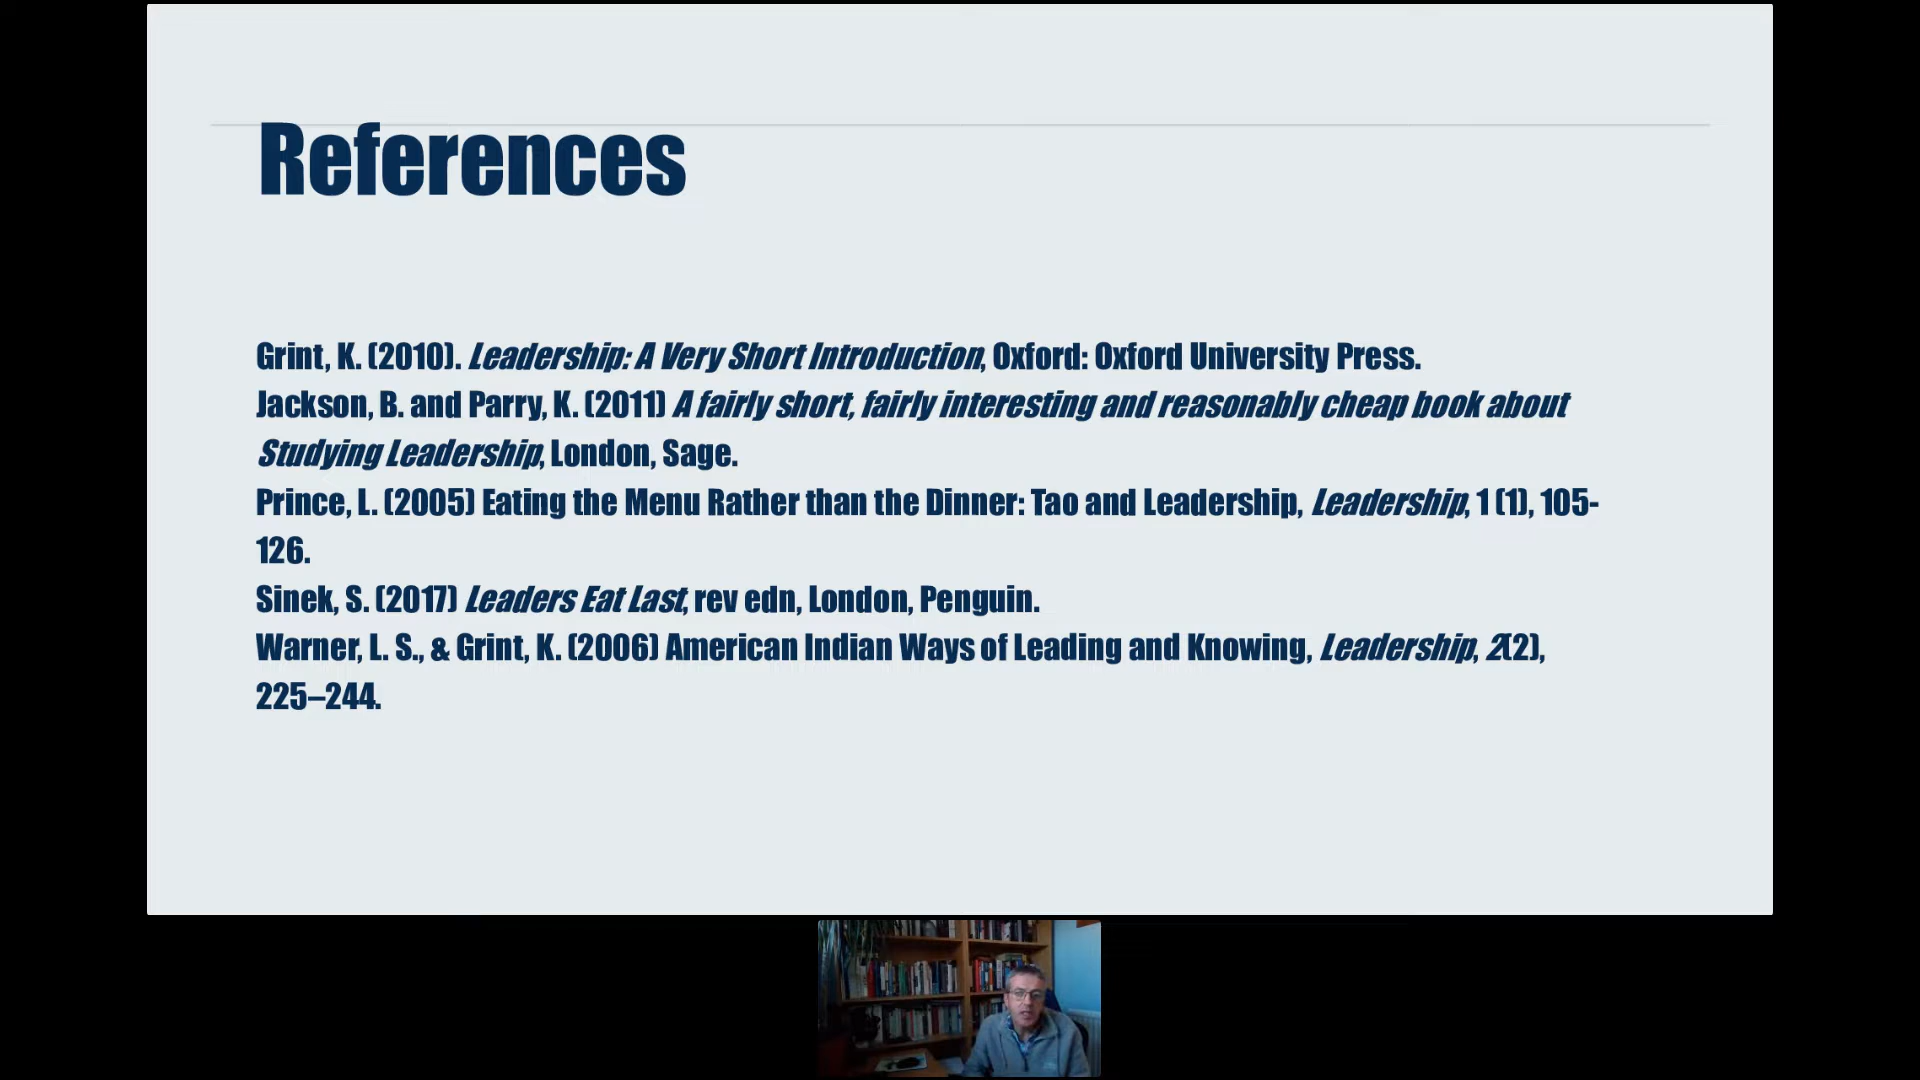 References
Grint, K. (2010). Leadership: A Very Short Introduction, Oxford: Oxford University Press.
Jackson, B. and Parry, K. (2011) A fairly short, fairly interesting and reasonably cheap book about
Studying Leadership, London, Sage.
Prince, L. (2005) Eating the Menu Rather than the Dinner: Tao and Leadership, Leadership, 1 (1), 105-
126.
Sinek, S. (2017) Leaders Eat Last, rev edn, London, Penguin.
Warner, L. S., & Grint, K. (2006) American Indian Ways of Leading and Knowing, Leadership, 2(2),
225–244.